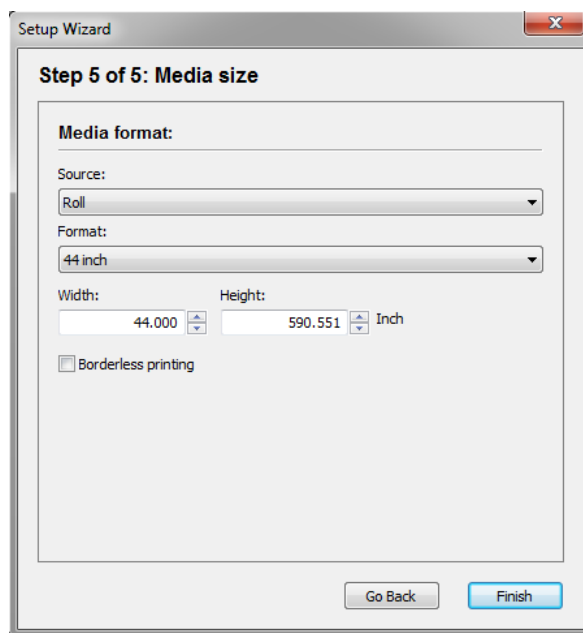 Setup Wizard
Step 5 of 5: Media size
Media format:
Source:
Roll
Format:
44 inch
Width: Height:
44.000 590.551 Inch
Borderless printing
Go Back Finish